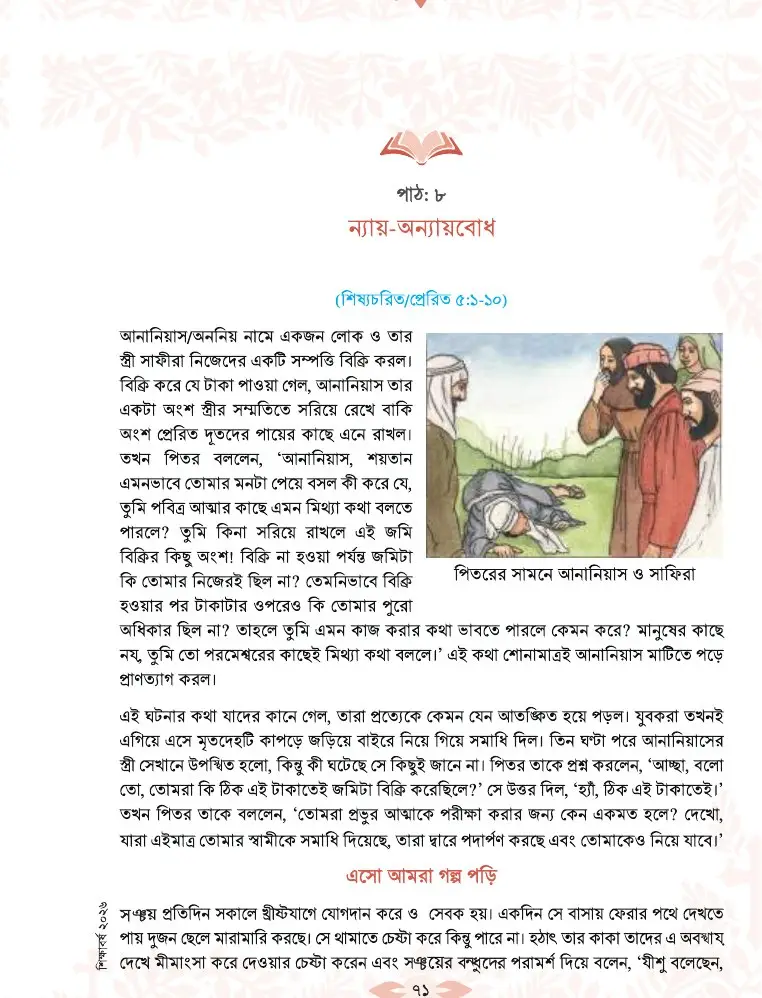 পাঠ: ৮
ন্যায়-অন্যায়বোধ
(শিষ্যচরিত/প্রেরিত ৫:১-১০)
আনানিয়াস/অননিয় নামে একজন লোক ও তার
স্ত্রী সাফীরা নিজেদের একটি সম্পত্তি বিক্রি করল।
বিক্রি করে যে টাকা পাওয়া গেল, আনানিয়াস তার
একটা অংশ স্ত্রীর সম্মতিতে সরিয়ে রেখে বাকি
অংশ প্রেরিত দূতদের পায়ের কাছে এনে রাখল।
তখন পিতর বললেন, ‘আনানিয়াস, শয়তান
এমনভাবে তোমার মনটা পেয়ে বসল কী করে যে,
তুমি পবিত্র আত্মার কাছে এমন মিথ্যা কথা বলতে
পারলে? তুমি কিনা সরিয়ে রাখলে এই জমি
বিক্রির কিছু অংশ! বিক্রি না হওয়া পর্যন্ত জমিটা
কি তোমার নিজেরই ছিল না? তেমনিভাবে বিক্রি
হওয়ার পর টাকাটার ওপরেও কি তোমার পুরো
পিতরের সামনে আনানিয়াস ও সাফিরা
অধিকার ছিল না? তাহলে তুমি এমন কাজ করার কথা ভাবতে পারলে কেমন করে? মানুষের কাছে
নয়, তুমি তো পরমেশ্বরের কাছেই মিথ্যা কথা বললে।’ এই কথা শোনামাত্রই আনানিয়াস মাটিতে পড়ে
প্রাণত্যাগ করল।
এই ঘটনার কথা যাদের কানে গেল, তারা প্রত্যেকে কেমন যেন আতঙ্কিত হয়ে পড়ল। যুবকরা তখনই
এগিয়ে এসে মৃতদেহটি কাপড়ে জড়িয়ে বাইরে নিয়ে গিয়ে সমাধি দিল। তিন ঘণ্টা পরে আনানিয়াসের
স্ত্রী সেখানে উপস্থিত হলো, কিন্তু কী ঘটেছে সে কিছুই জানে না। পিতর তাকে প্রশ্ন করলেন, ‘আচ্ছা, বলো
তো, তোমরা কি ঠিক এই টাকাতেই জমিটা বিক্রি করেছিলে?’ সে উত্তর দিল, ‘হ্যাঁ, ঠিক এই টাকাতেই।’
তখন পিতর তাকে বললেন, ‘তোমরা প্রভুর আত্মাকে পরীক্ষা করার জন্য কেন একমত হলে? দেখো,
যারা এইমাত্র তোমার স্বামীকে সমাধি দিয়েছে, তারা দ্বারে পদার্পণ করছে এবং তোমাকেও নিয়ে যাবে।’
এসো আমরা গল্প পড়ি
সঞ্জয় প্রতিদিন সকালে খ্রীষ্টযাগে যোগদান করে ও সেবক হয়। একদিন সে বাসায় ফেরার পথে দেখতে
পায় দুজন ছেলে মারামারি করছে। সে থামাতে চেষ্টা করে কিন্তু পারে না। হঠাৎ তার কাকা তাদের এ অবস্থায়
দেখে মীমাংসা করে দেওয়ার চেষ্টা করেন এবং সঞ্জয়ের বন্ধুদের পরামর্শ দিয়ে বলেন, ‘যীশু বলেছেন,
শিক্ষাবর্ষ ২০২৬
৭১